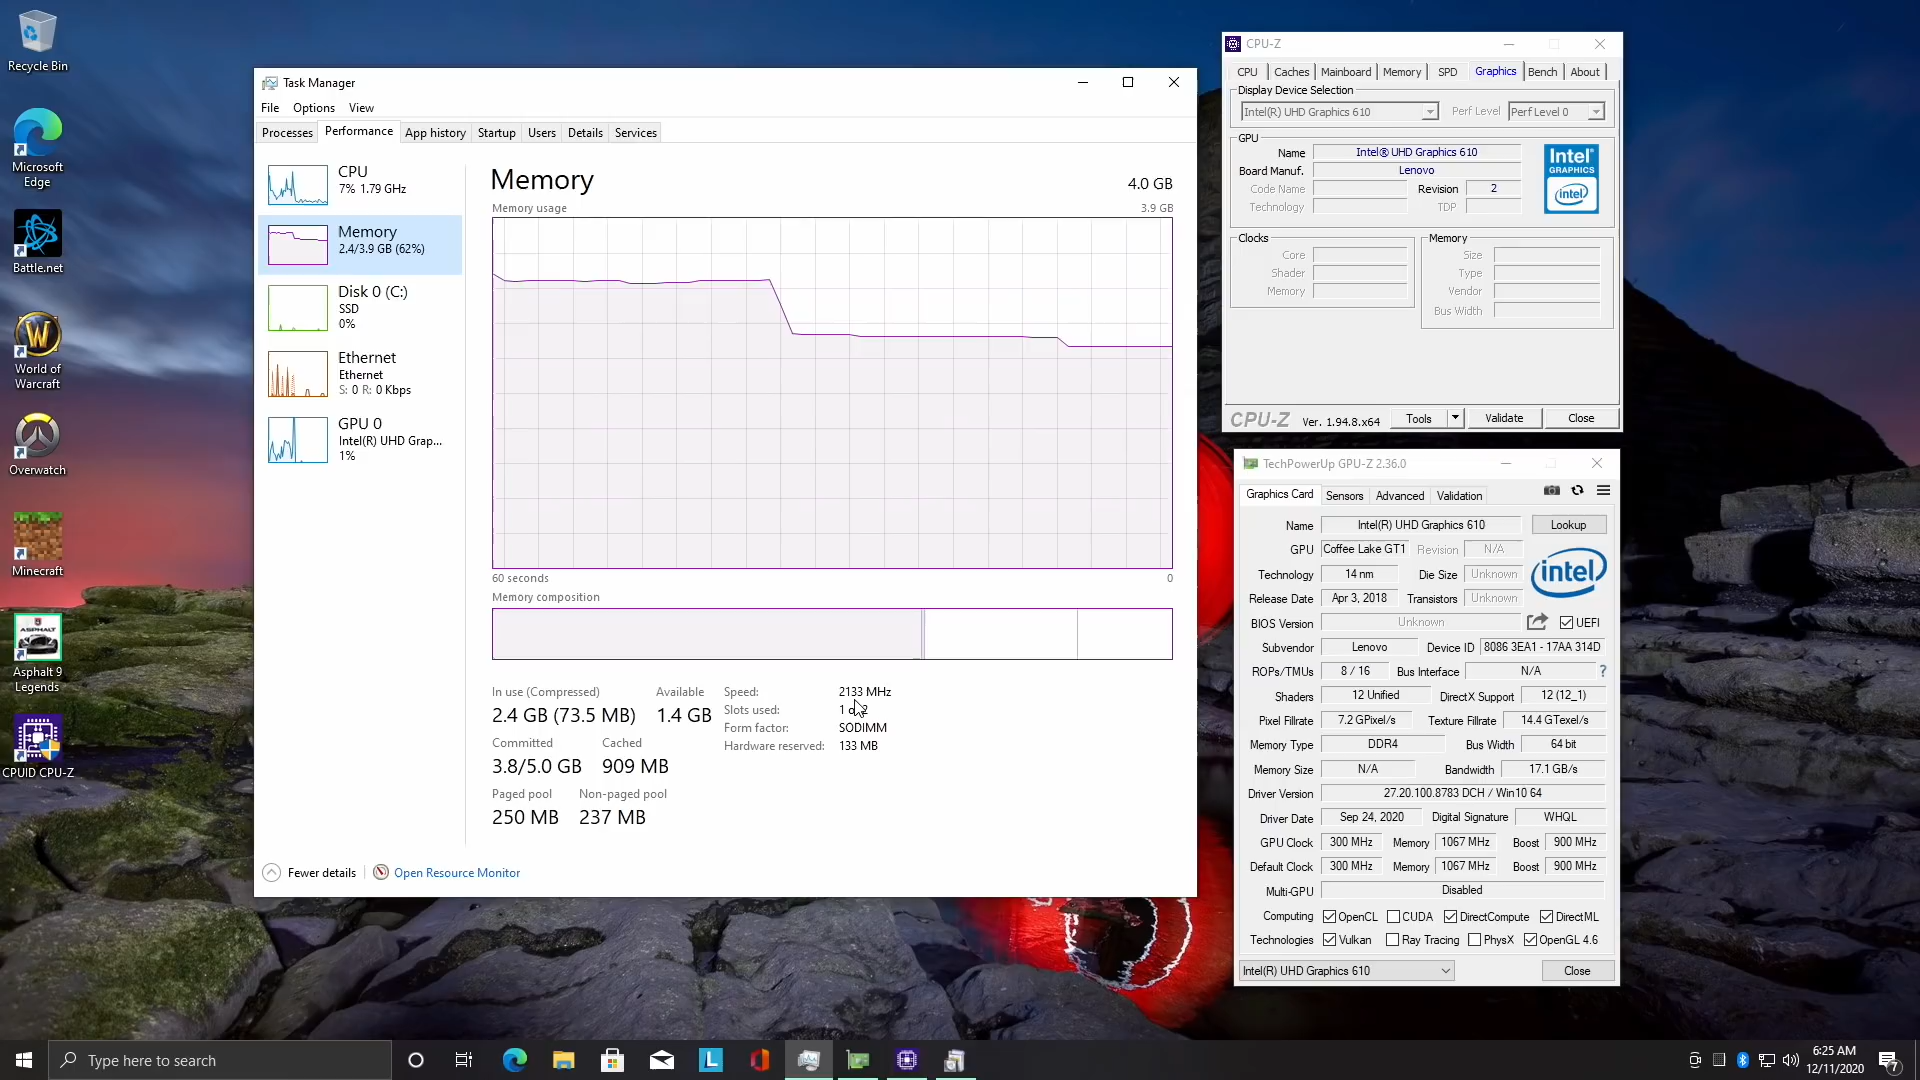 Recycle Bin
Microsoft
Edge
Battle.net
World of
Warcraft
Overwatch
Minecraft
ASPHALT
Asphalt 9
Legends
CPUID CPU-Z
Task Manager
File Options View
Processes Performance App history Startup Users Details Services
CPU
7% 1.79 GHz
Memory
2.4/3.9 GB (62%)
Disk 0 (C:)
SSD
0%
Ethernet
Ethernet
S: 0 R: 0 Kbps
GPU 0
Intel(R) UHD Grap...
1%
Memory 4.0 GB
Memory usage 3.9 GB
60 seconds 0
Memory composition
In use (Compressed) Available
2.4 GB (73.5 MB) 1.4 GB
Committed Cached
3.8/5.0 GB 909 MB
Paged pool Non-paged pool
250 MB 237 MB
Speed: 2133 MHz
Slots used: 1 of 2
Form factor: SODIMM
Hardware reserved: 133 MB
Fewer details Open Resource Monitor
CPU-Z
CPU Caches Mainboard Memory SPD Graphics Bench About
Display Device Selection
Intel(R) UHD Graphics 610 Perf Level Perf Level 0
GPU
Name Intel® UHD Graphics 610
Board Manuf. Lenovo
Code Name Revision 2
Technology TDP
Intel®
GRAPHICS
intel
Clocks
Core
Shader
Memory
Memory
Size
Type
Vendor
Bus Width
CPU-Z Ver. 1.94.8.x64 Tools Validate Close
TechPowerUp GPU-Z 2.36.0
Graphics Card Sensors Advanced Validation
Name Intel(R) UHD Graphics 610 Lookup
GPU Coffee Lake GT1 Revision N/A
intel
Technology 14 nm Die Size Unknown
Release Date Apr 3, 2018 Transistors Unknown
BIOS Version Unknown UEFI
Subvendor Lenovo Device ID 8086 3EA1 - 17AA 314D
ROPs/TMUs 8 / 16 Bus Interface N/A ?
Shaders 12 Unified DirectX Support 12 (12_1)
Pixel Fillrate 7.2 GPixel/s Texture Fillrate 14.4 GTexel/s
Memory Type DDR4 Bus Width 64 bit
Memory Size N/A Bandwidth 17.1 GB/s
Driver Version 27.20.100.8783 DCH / Win10 64
Driver Date Sep 24, 2020 Digital Signature WHQL
GPU Clock 300 MHz Memory 1067 MHz Boost 900 MHz
Default Clock 300 MHz Memory 1067 MHz Boost 900 MHz
Multi-GPU Disabled
Computing OpenCL CUDA DirectCompute DirectML
Technologies Vulkan Ray Tracing PhysX OpenGL 4.6
Intel(R) UHD Graphics 610 Close
Type here to search
L
6:25 AM
12/11/2020
7